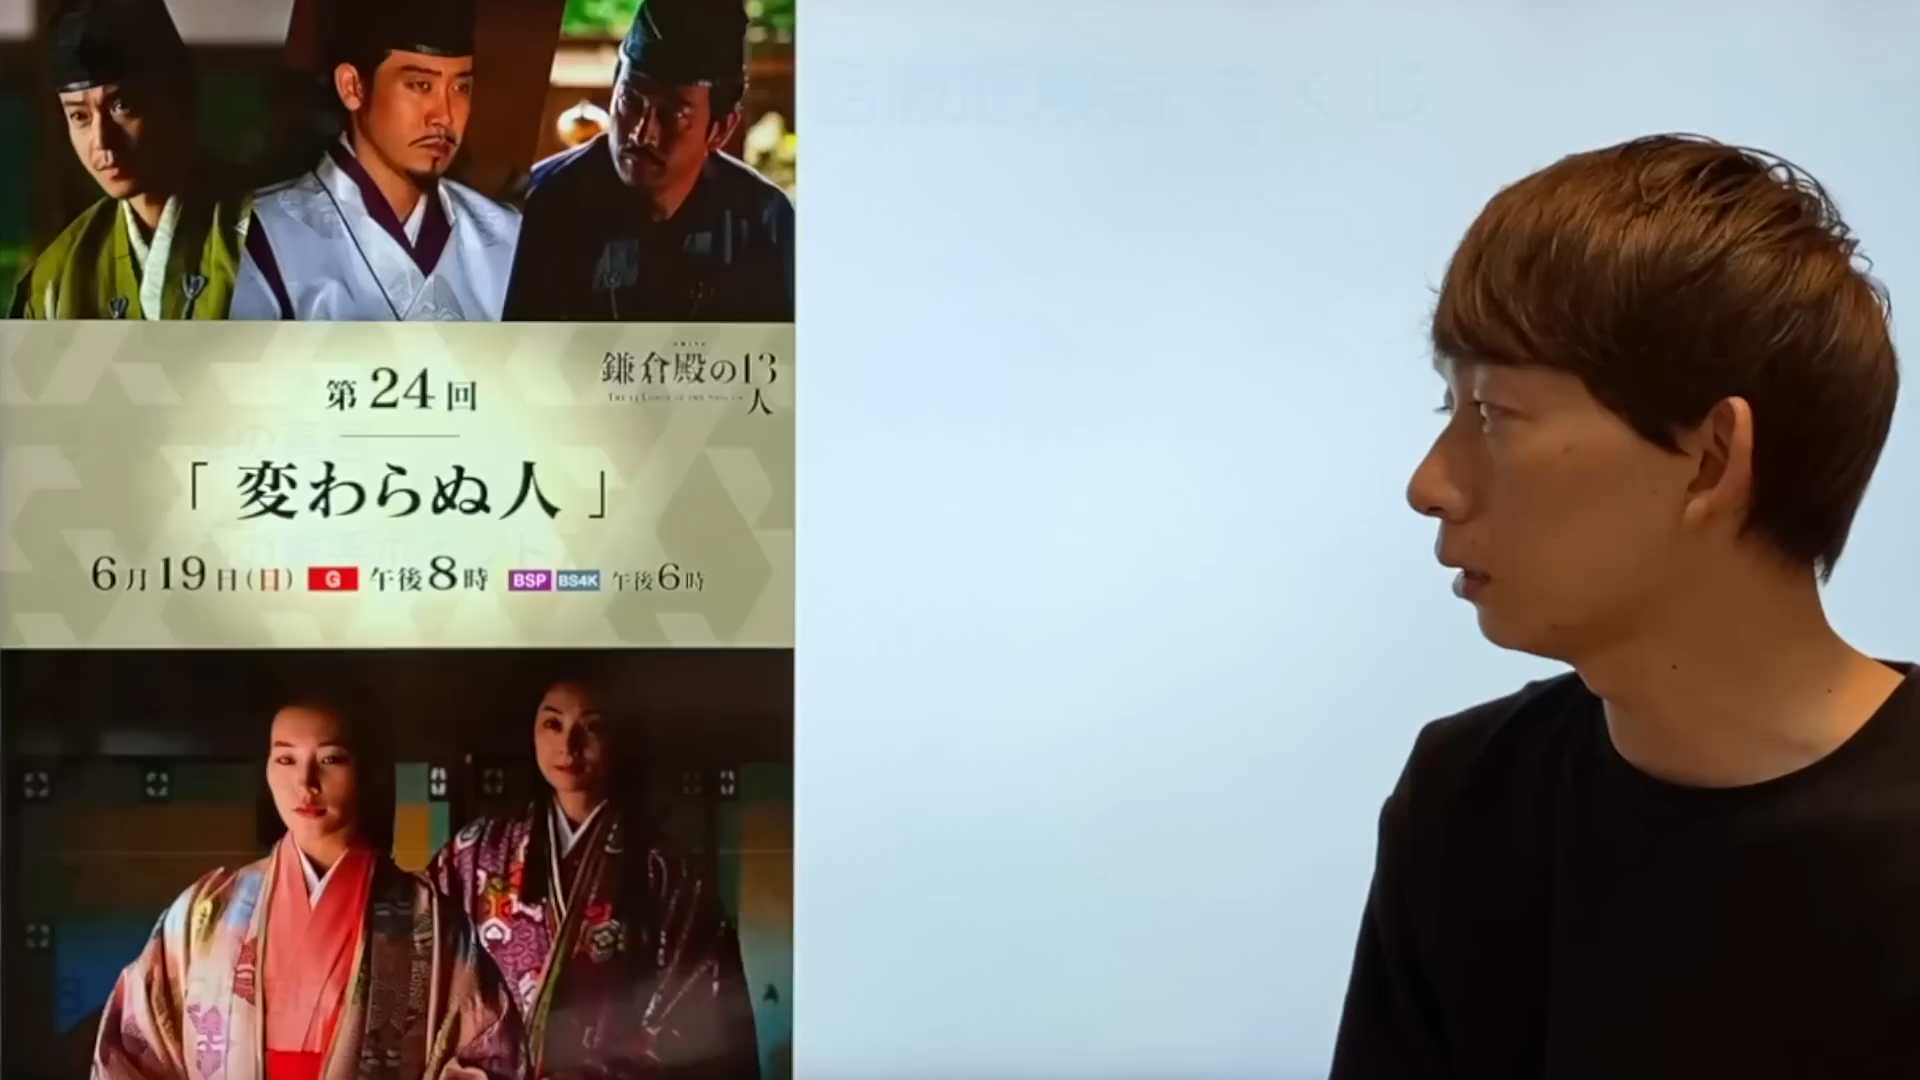 第24回
鎌倉殿の13人
「変わらぬ人」
6月19日(日) G 午後8時 BSP BS4K 午後6時